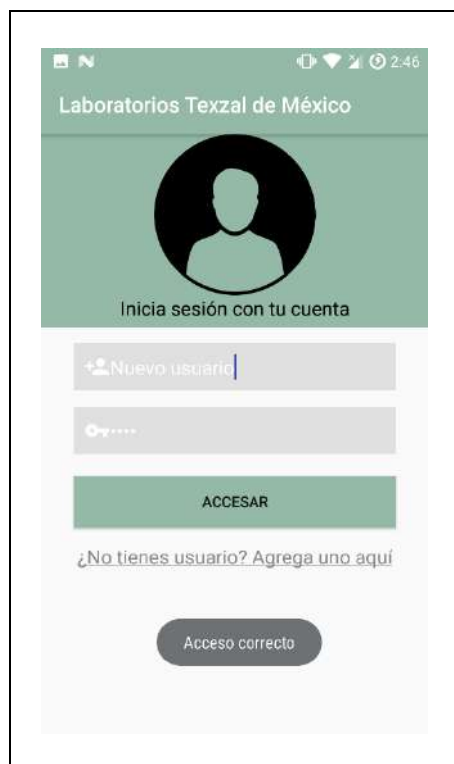 2:46
Laboratorios Texzal de México
Inicia sesión con tu cuenta
Nuevo usuario
••••
ACCESAR
¿No tienes usuario? Agrega uno aquí
Acceso correcto